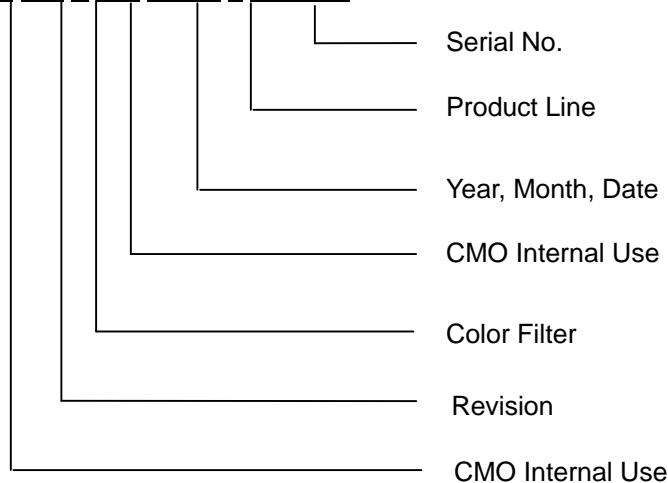 Serial No.
Product Line
Year, Month, Date
CMO Internal Use
Color Filter
Revision
CMO Internal Use